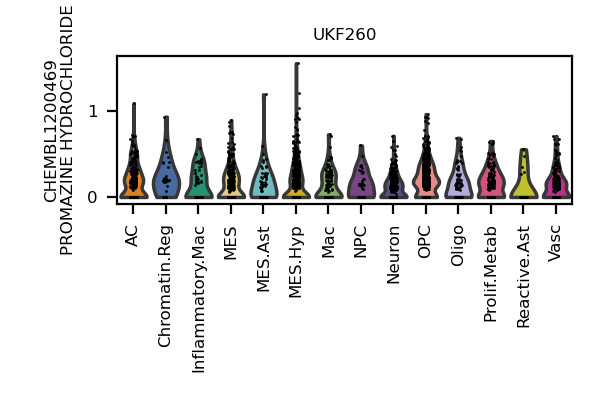 UKF260
CHEMBL1200469
PROMAZINE HYDROCHLORIDE
1
0
AC
Chromatin.Reg
Inflammatory.Mac
MES
MES.Ast
MES.Hyp
Mac
NPC
Neuron
OPC
Oligo
Prolif.Metab
Reactive.Ast
Vasc